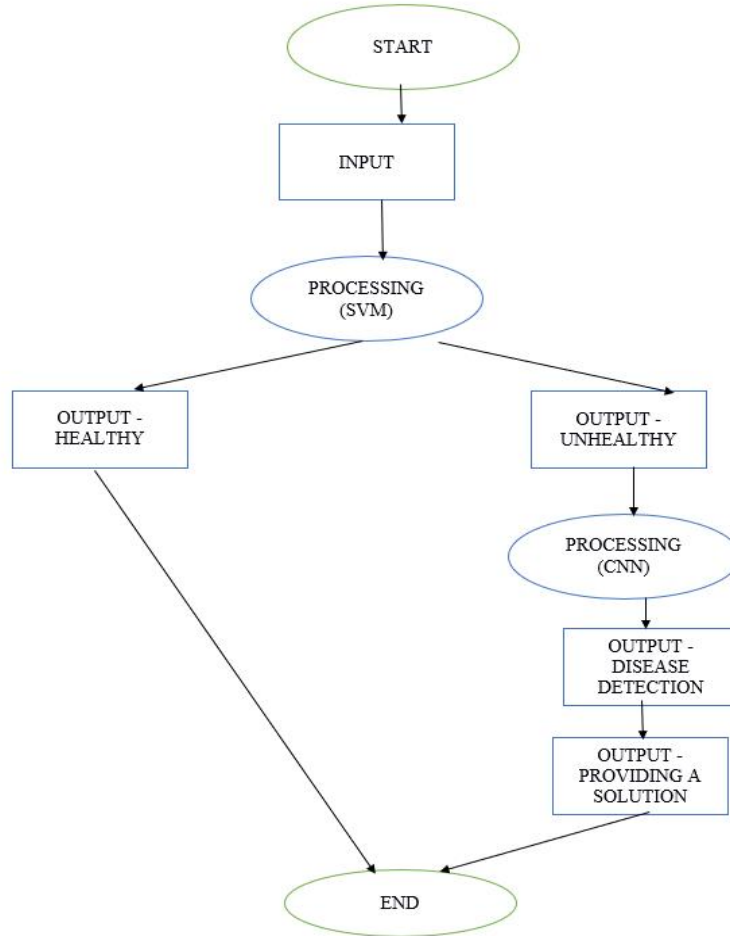 START
INPUT
PROCESSING
(SVM)
OUTPUT -
HEALTHY
OUTPUT -
UNHEALTHY
PROCESSING
(CNN)
OUTPUT -
DISEASE
DETECTION
OUTPUT -
PROVIDING A
SOLUTION
END